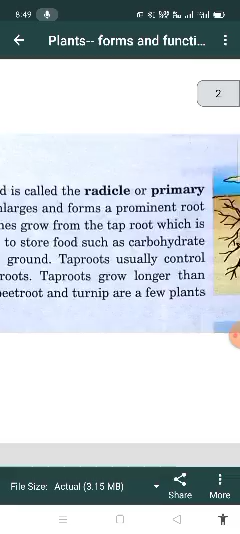 8:49
Plants-- forms and functi...
2
d is called the radicle or primary
nlarges and forms a prominent root
hes grow from the tap root which is
to store food such as carbohydrate
ground. Taproots usually control
roots. Taproots grow longer than
beetroot and turnip are a few plants
File Size: Actual (3.15 MB)
Share
More